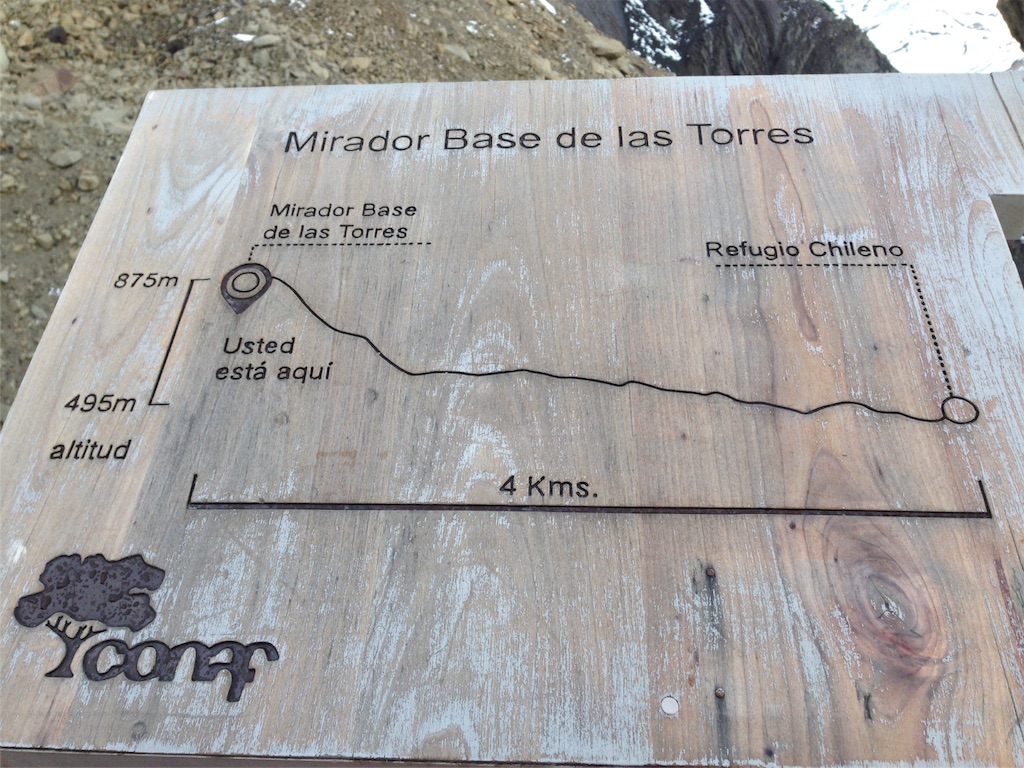 Mirador Base de las Torres
Mirador Base
de las Torres
Refugio Chileno
875m
Usted
está aquí
495m
altitud
4 Kms.
conaf